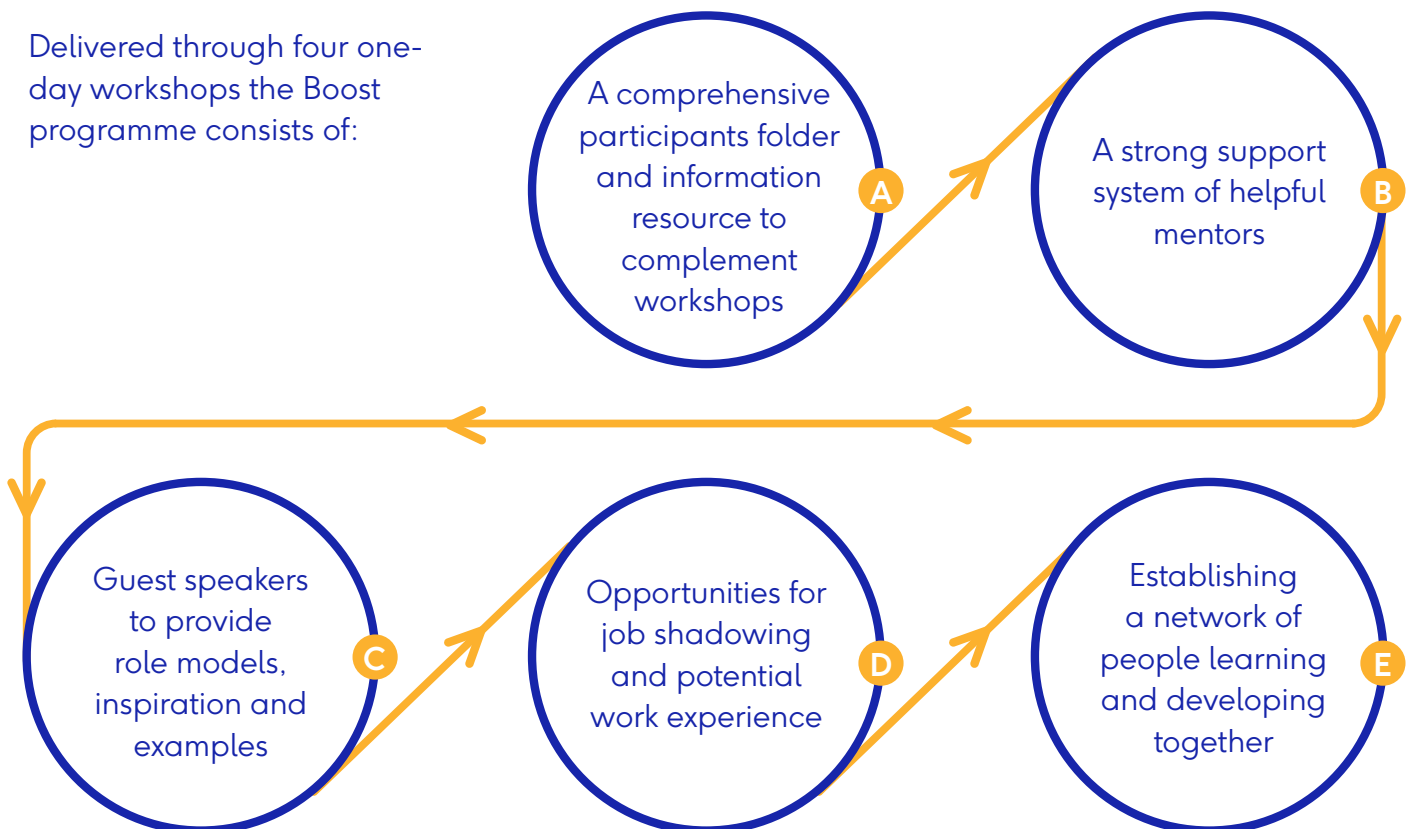 Delivered through four one-
day workshops the Boost
programme consists of:
A comprehensive
participants folder
and information
resource to
complement
workshops
A
A strong support
system of helpful
mentors
B
Guest speakers
to provide
role models,
inspiration and
examples
C
Opportunities for
job shadowing
and potential
work experience
D
Establishing
a network of
people learning
and developing
together
E